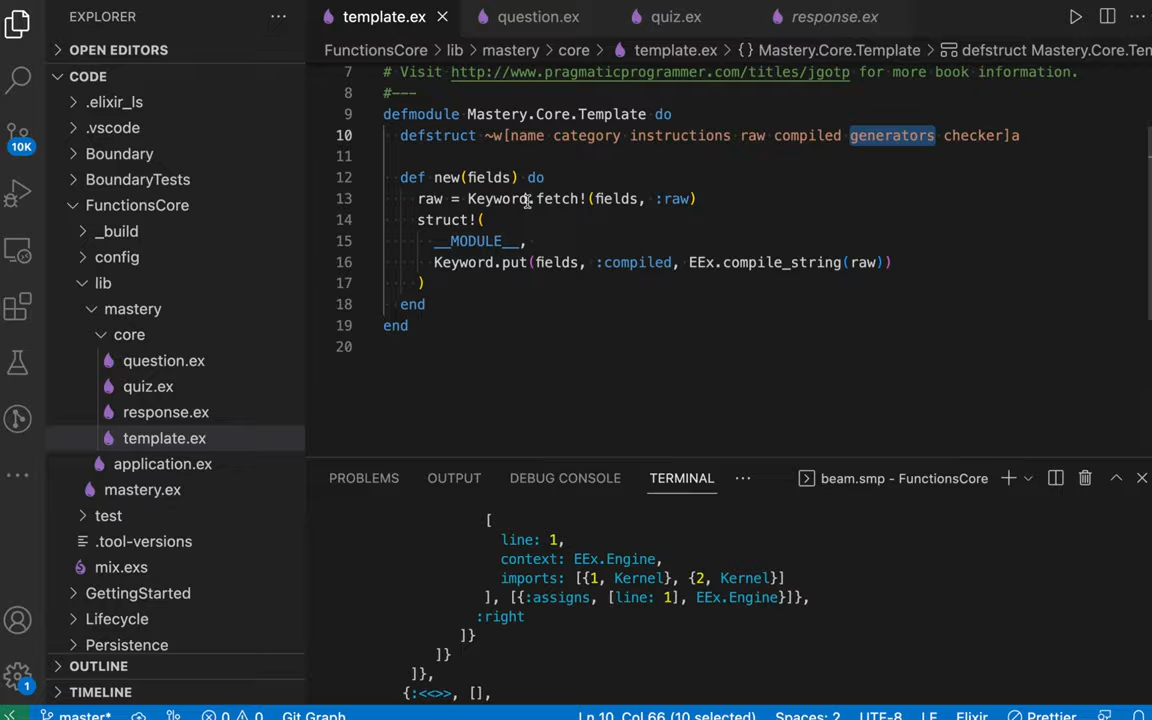 EXPLORER
template.ex
question.ex
quiz.ex
response.ex
OPEN EDITORS
FunctionsCore > lib > mastery > core > template.ex > {} Mastery.Core.Template > defstruct Mastery.Core.Ten
CODE
.elixir_ls
.vscode
Boundary
BoundaryTests
FunctionsCore
_build
config
lib
mastery
core
question.ex
quiz.ex
response.ex
template.ex
application.ex
mastery.ex
test
.tool-versions
mix.exs
GettingStarted
Lifecycle
Persistence
OUTLINE
TIMELINE
10K
1
7 # Visit http://www.pragmaticprogrammer.com/titles/jgotp for more book information.
8 #---
9 defmodule Mastery.Core.Template do
10 defstruct ~w[name category instructions raw compiled generators checker]a
11
12 def new(fields) do
13 raw = Keyword.fetch!(fields, :raw)
14 struct!(
15 __MODULE__,
16 Keyword.put(fields, :compiled, EEx.compile_string(raw))
17 )
18 end
19 end
20
PROBLEMS OUTPUT DEBUG CONSOLE TERMINAL ··· beam.smp - FunctionsCore
[
line: 1,
context: EEx.Engine,
imports: [{1, Kernel}, {2, Kernel}]
], [{:assigns, [line: 1], EEx.Engine}]},
:right
]}
]}
]},
{:<<>>, [],
master* 0 0 Git Graph Ln 10, Col 66 (10 selected) Spaces: 2 UTF-8 LF Elixir Prettier